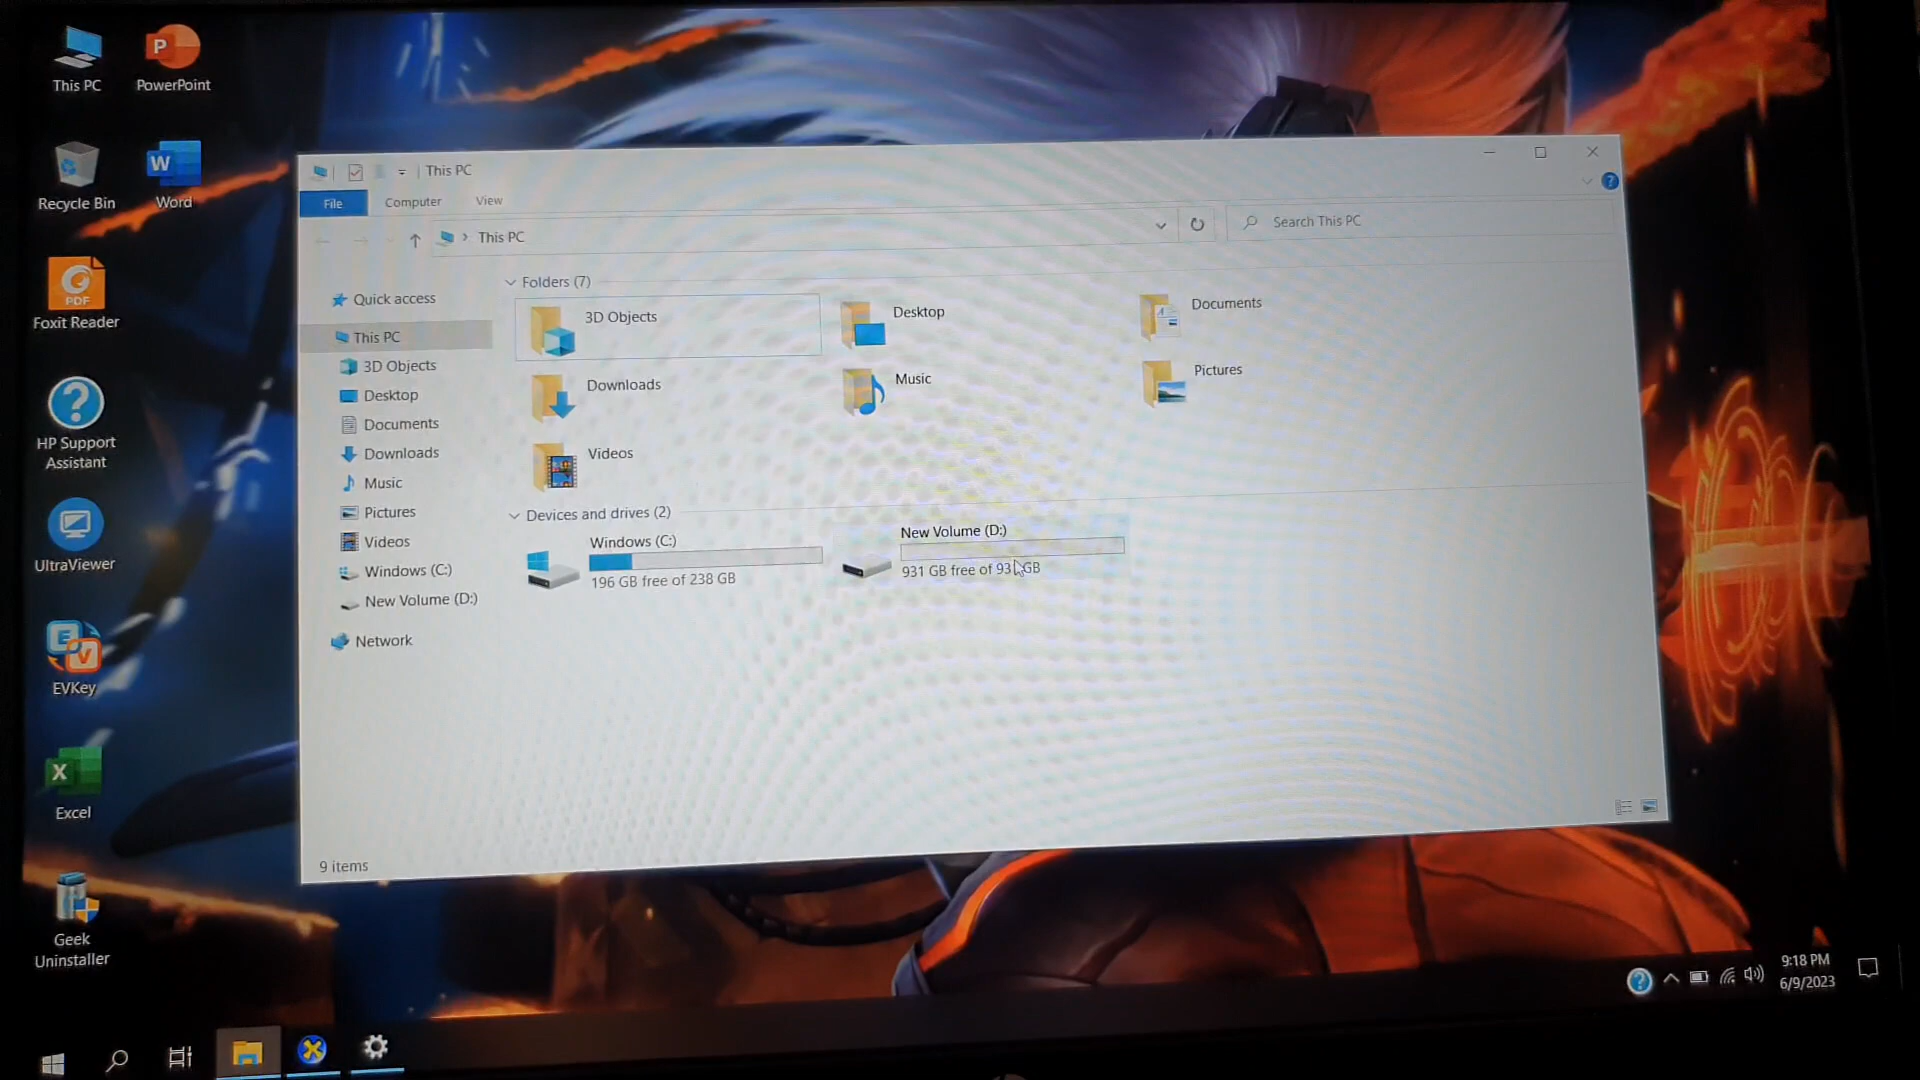 This PC
PowerPoint
Recycle Bin
Word
PDF
Foxit Reader
HP Support
Assistant
UltraViewer
EVKey
Excel
Geek
Uninstaller
This PC
File
Computer
View
This PC
Search This PC
Quick access
This PC
3D Objects
Desktop
Documents
Downloads
Music
Pictures
Videos
Windows (C:)
New Volume (D:)
Network
Folders (7)
3D Objects
Desktop
Documents
Downloads
Music
Pictures
Videos
Devices and drives (2)
Windows (C:)
196 GB free of 238 GB
New Volume (D:)
931 GB free of GB
9 items
9:18 PM
6/9/2023